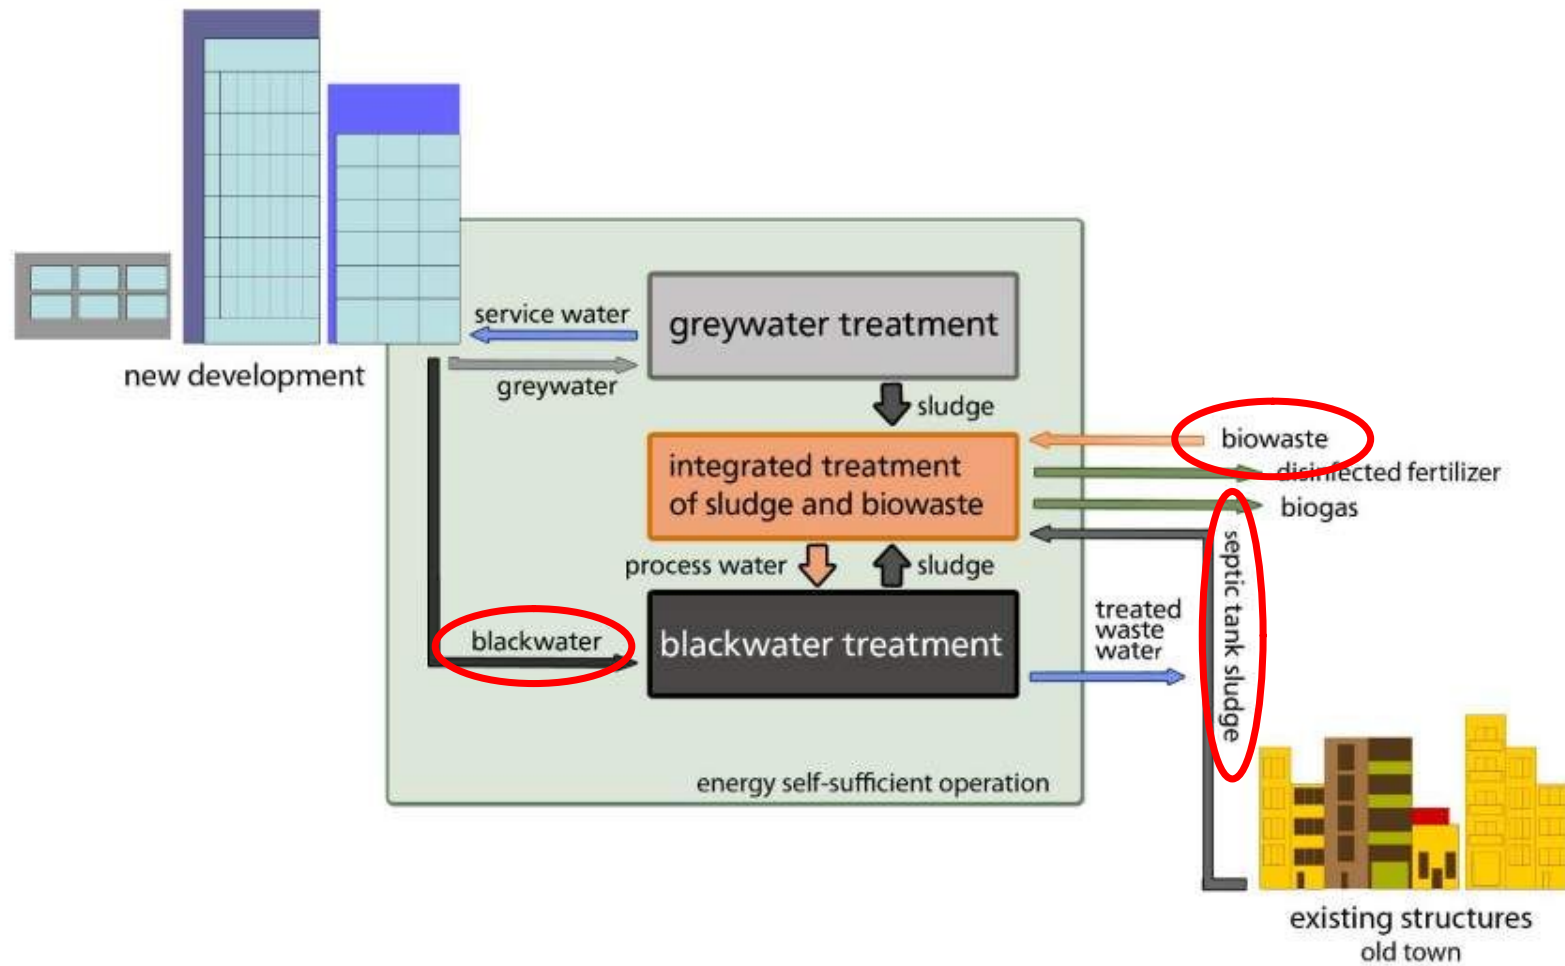 service water
greywater treatment
new development
greywater
sludge
biowaste
integrated treatment
of sludge and biowaste
disinfected fertilizer
biogas
septic tank sludge
process water
sludge
treated
waste
water
blackwater
blackwater treatment
energy self-sufficient operation
existing structures
old town